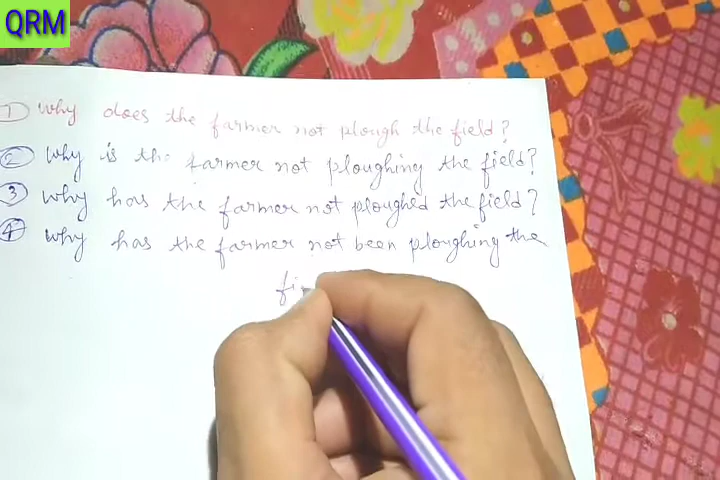 QRM
1 Why does the farmer not plough the field?
2 Why is the farmer not ploughing the field?
3 Why has the farmer not ploughed the field?
4 Why has the farmer not been ploughing the
fi